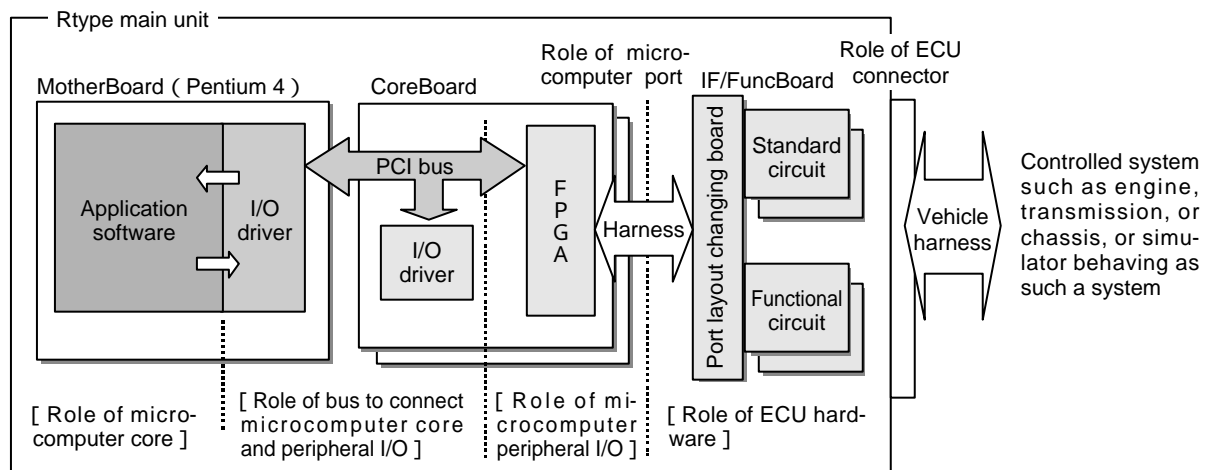 Rtype main unit
MotherBoard ( Pentium 4 )
Application
software
I/O
driver
CoreBoard
PCI bus
I/O
driver
F
P
G
A
Role of micro-
computer port
Harness
IF/FuncBoard
Port layout changing board
Standard
circuit
Functional
circuit
Role of ECU
connector
Vehicle
harness
Controlled system
such as engine,
transmission, or
chassis, or simu-
lator behaving as
such a system
[ Role of micro-
computer core ]
[ Role of bus to connect
microcomputer core
and peripheral I/O ]
[ Role of mi-
crocomputer
peripheral I/O ]
[ Role of ECU hard-
ware ]